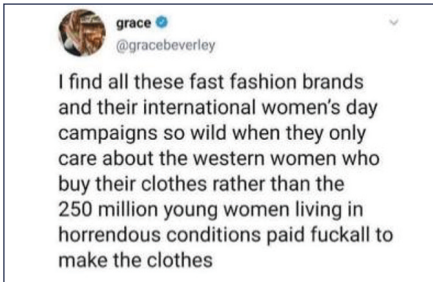 grace
@gracebeverley
I find all these fast fashion brands
and their international women's day
campaigns so wild when they only
care about the western women who
buy their clothes rather than the
250 million young women living in
horrendous conditions paid fuckall to
make the clothes